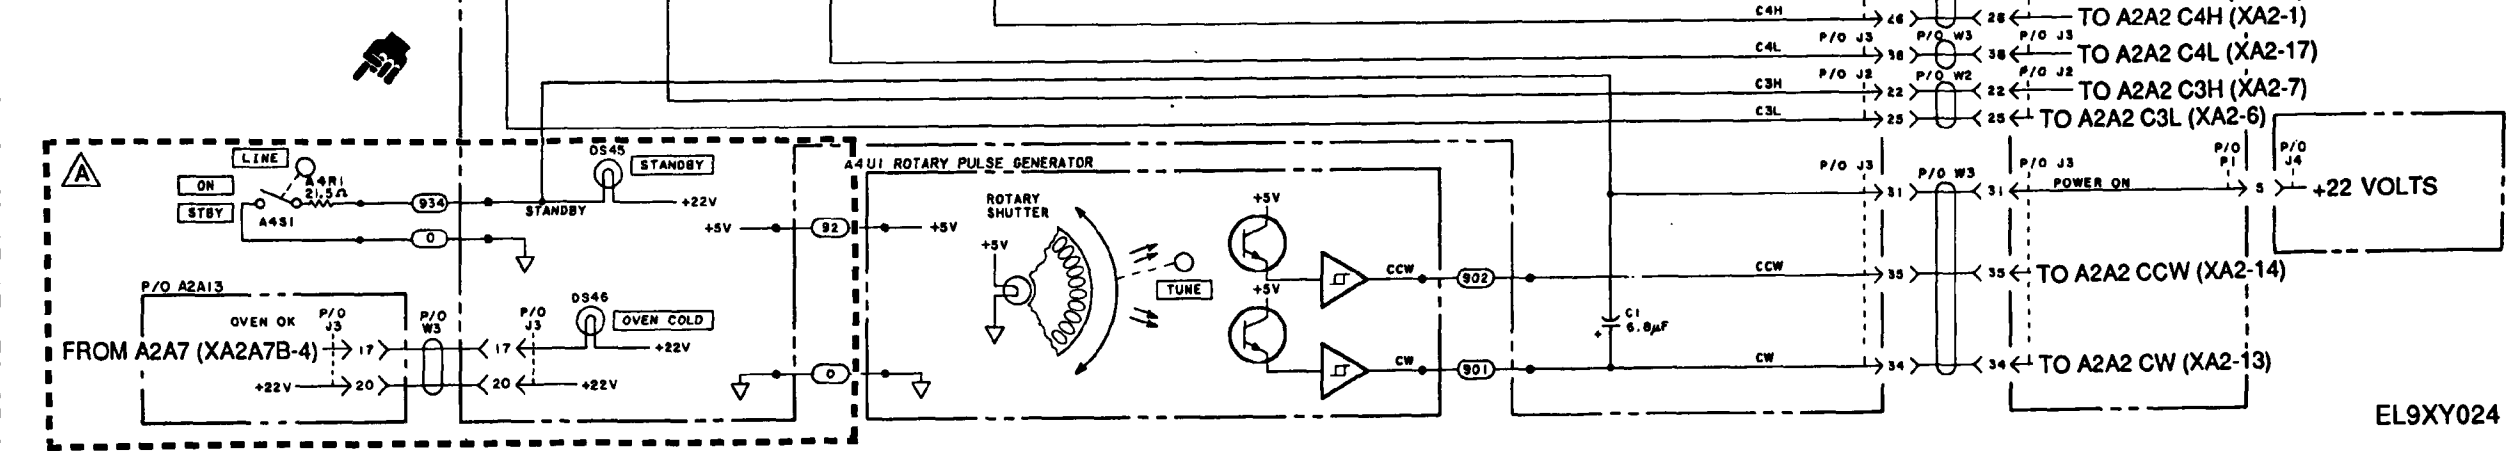 C4H 26 26 TO A2A2 C4H (XA2-1)
P/O J3 P/O W3 P/O J3
C4L 38 38 TO A2A2 C4L (XA2-17)
P/O J2 P/O W2 P/O J2
C3H 22 22 TO A2A2 C3H (XA2-7)
C3L 25 25 TO A2A2 C3L (XA2-6)
A
LINE
ON
STBY
A4R1
21.5Ω
A4S1
934
0
STANDBY
DS45
STANDBY
+22V
+5V 92 +5V
P/O A2A13
OVEN OK
P/O J3
P/O W3
P/O J3
DS46
OVEN COLD
FROM A2A7 (XA2A7B-4) 17 17 +22V
+22V 20 20 +22V
0
A4U1 ROTARY PULSE GENERATOR
ROTARY
SHUTTER
+5V
TUNE
+5V
+5V
CCW 902
CW 901
C1
6.8µF
+
P/O J3 P/O W3 P/O J3
P/O P1
P/O J4
31 31 POWER ON 5 +22 VOLTS
CCW 35 35 TO A2A2 CCW (XA2-14)
CW 34 34 TO A2A2 CW (XA2-13)
EL9XY024